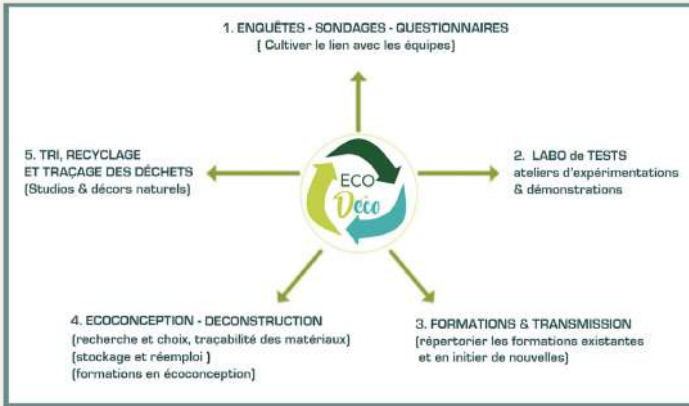 1. ENQUÊTES - SONDAGES - QUESTIONNAIRES
( Cultiver le lien avec les équipes)
5. TRI, RECYCLAGE
ET TRAÇAGE DES DÉCHETS
(Studios & décors naturels)
ECO
Déco
2. LABO de TESTS
ateliers d'expérimentations
& démonstrations
4. ECOCONCEPTION - DECONSTRUCTION
(recherche et choix, traçabilité des matériaux)
(stockage et réemploi )
(formations en écoconception)
3. FORMATIONS & TRANSMISSION
(répertorier les formations existantes
et en initier de nouvelles)